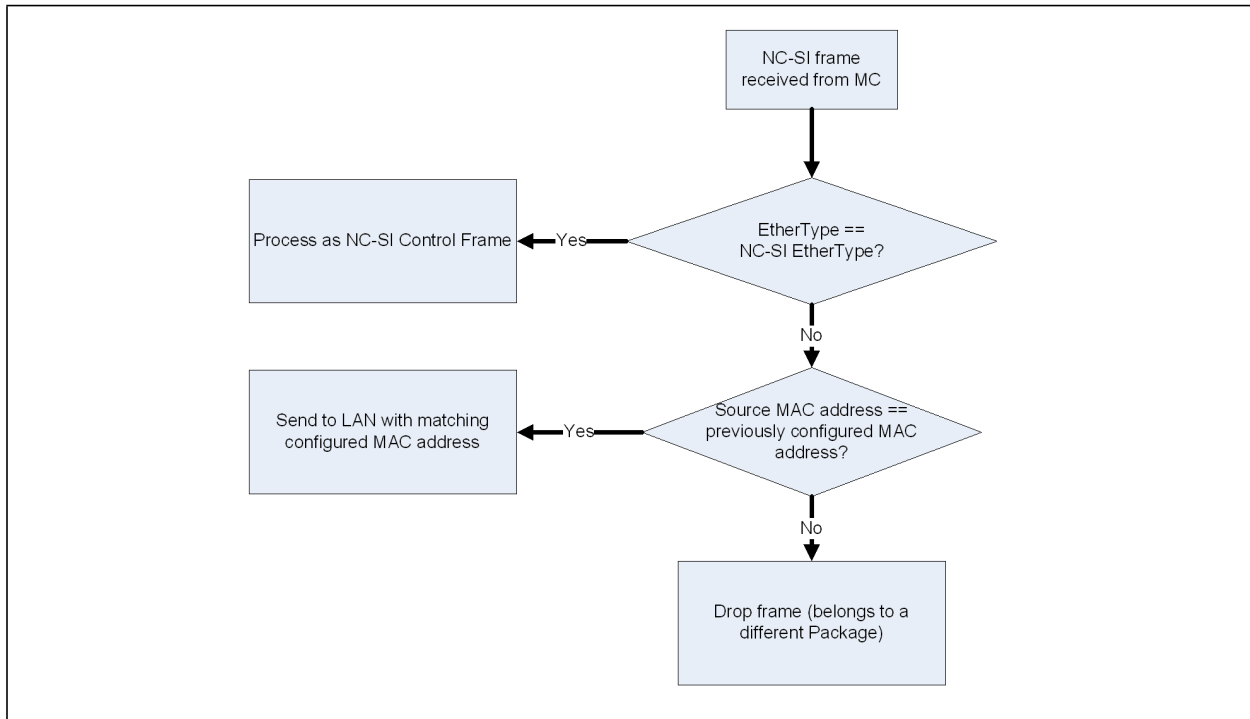 NC-SI frame
received from MC
EtherType ==
NC-SI EtherType?
Yes
Process as NC-SI Control Frame
No
Source MAC address ==
previously configured MAC
address?
Yes
Send to LAN with matching
configured MAC address
No
Drop frame (belongs to a
different Package)